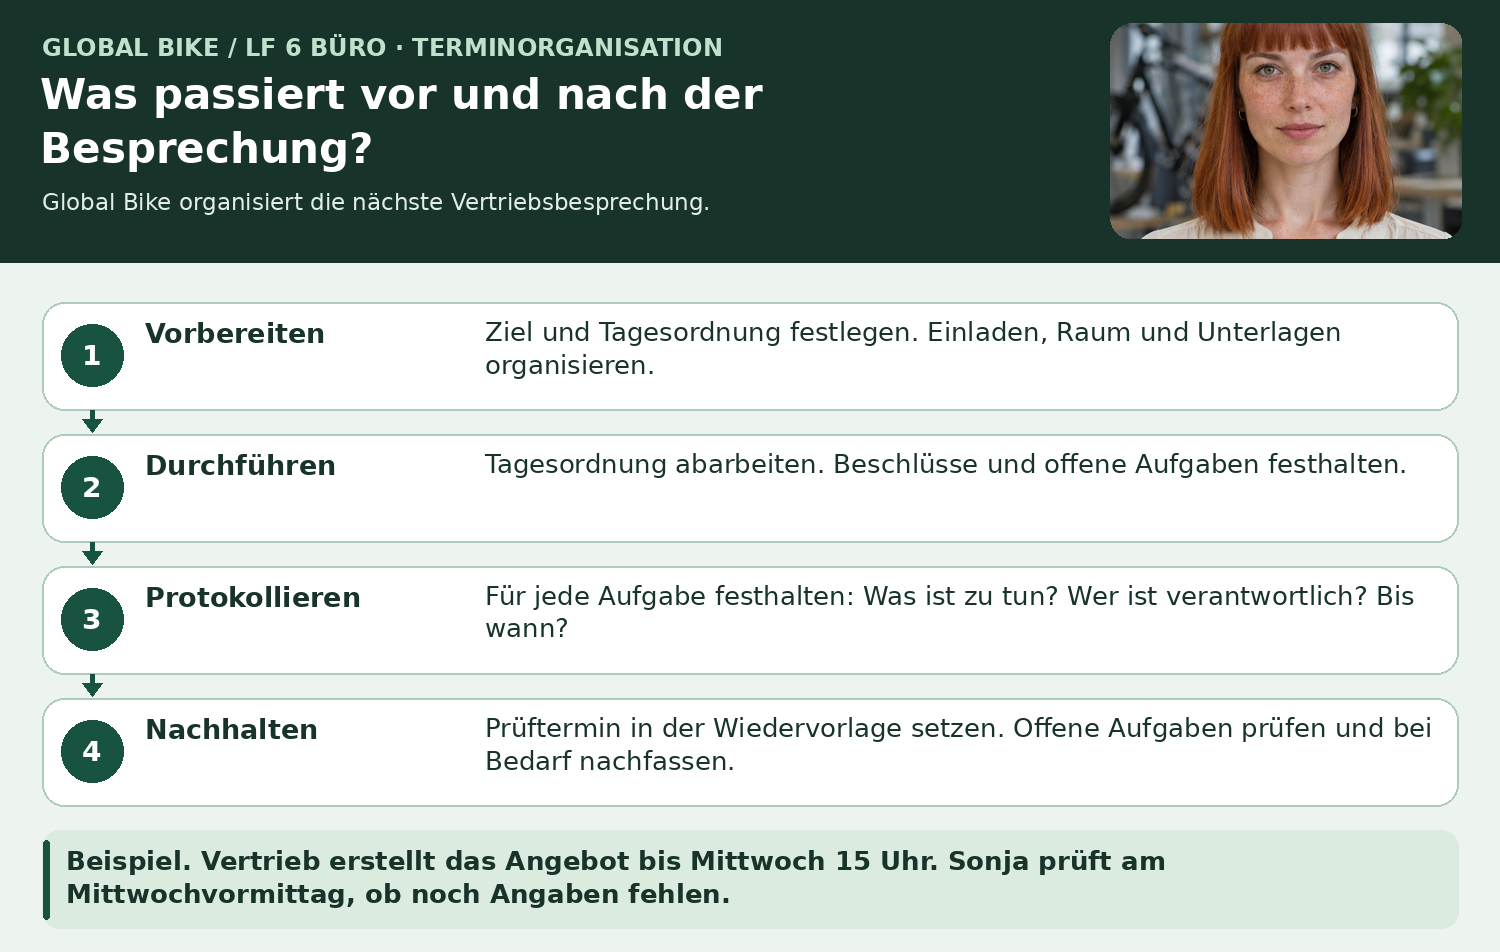 GLOBAL BIKE / LF 6 BÜRO · TERMINORGANISATION
Was passiert vor und nach der
Besprechung?
Global Bike organisiert die nächste Vertriebsbesprechung.
1
Vorbereiten
Ziel und Tagesordnung festlegen. Einladen, Raum und Unterlagen
organisieren.
2
Durchführen
Tagesordnung abarbeiten. Beschlüsse und offene Aufgaben festhalten.
3
Protokollieren
Für jede Aufgabe festhalten: Was ist zu tun? Wer ist verantwortlich? Bis
wann?
4
Nachhalten
Prüftermin in der Wiedervorlage setzen. Offene Aufgaben prüfen und bei
Bedarf nachfassen.
Beispiel. Vertrieb erstellt das Angebot bis Mittwoch 15 Uhr. Sonja prüft am
Mittwochvormittag, ob noch Angaben fehlen.